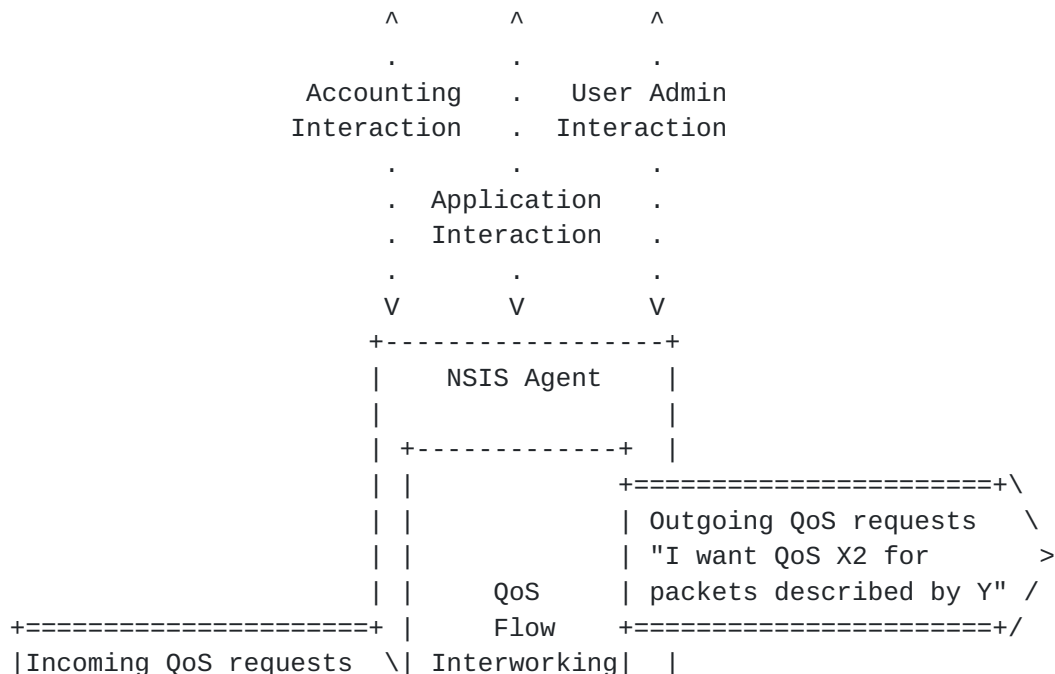 ^       ^        ^
.       .        .
Accounting   .   User Admin
Interaction  .  Interaction
.       .        .
.  Application   .
.  Interaction   .
.       .        .
V       V        V
+------------------+
|    NSIS Agent    |
|                  |
| +-------------+  |
| |             +=======================+\
| |             | Outgoing QoS requests   \
| |             | "I want QoS X2 for       >
| |     QoS     | packets described by Y" /
+======================+ |     Flow    +=======================+/
|Incoming QoS requests  \| Interworking|  |